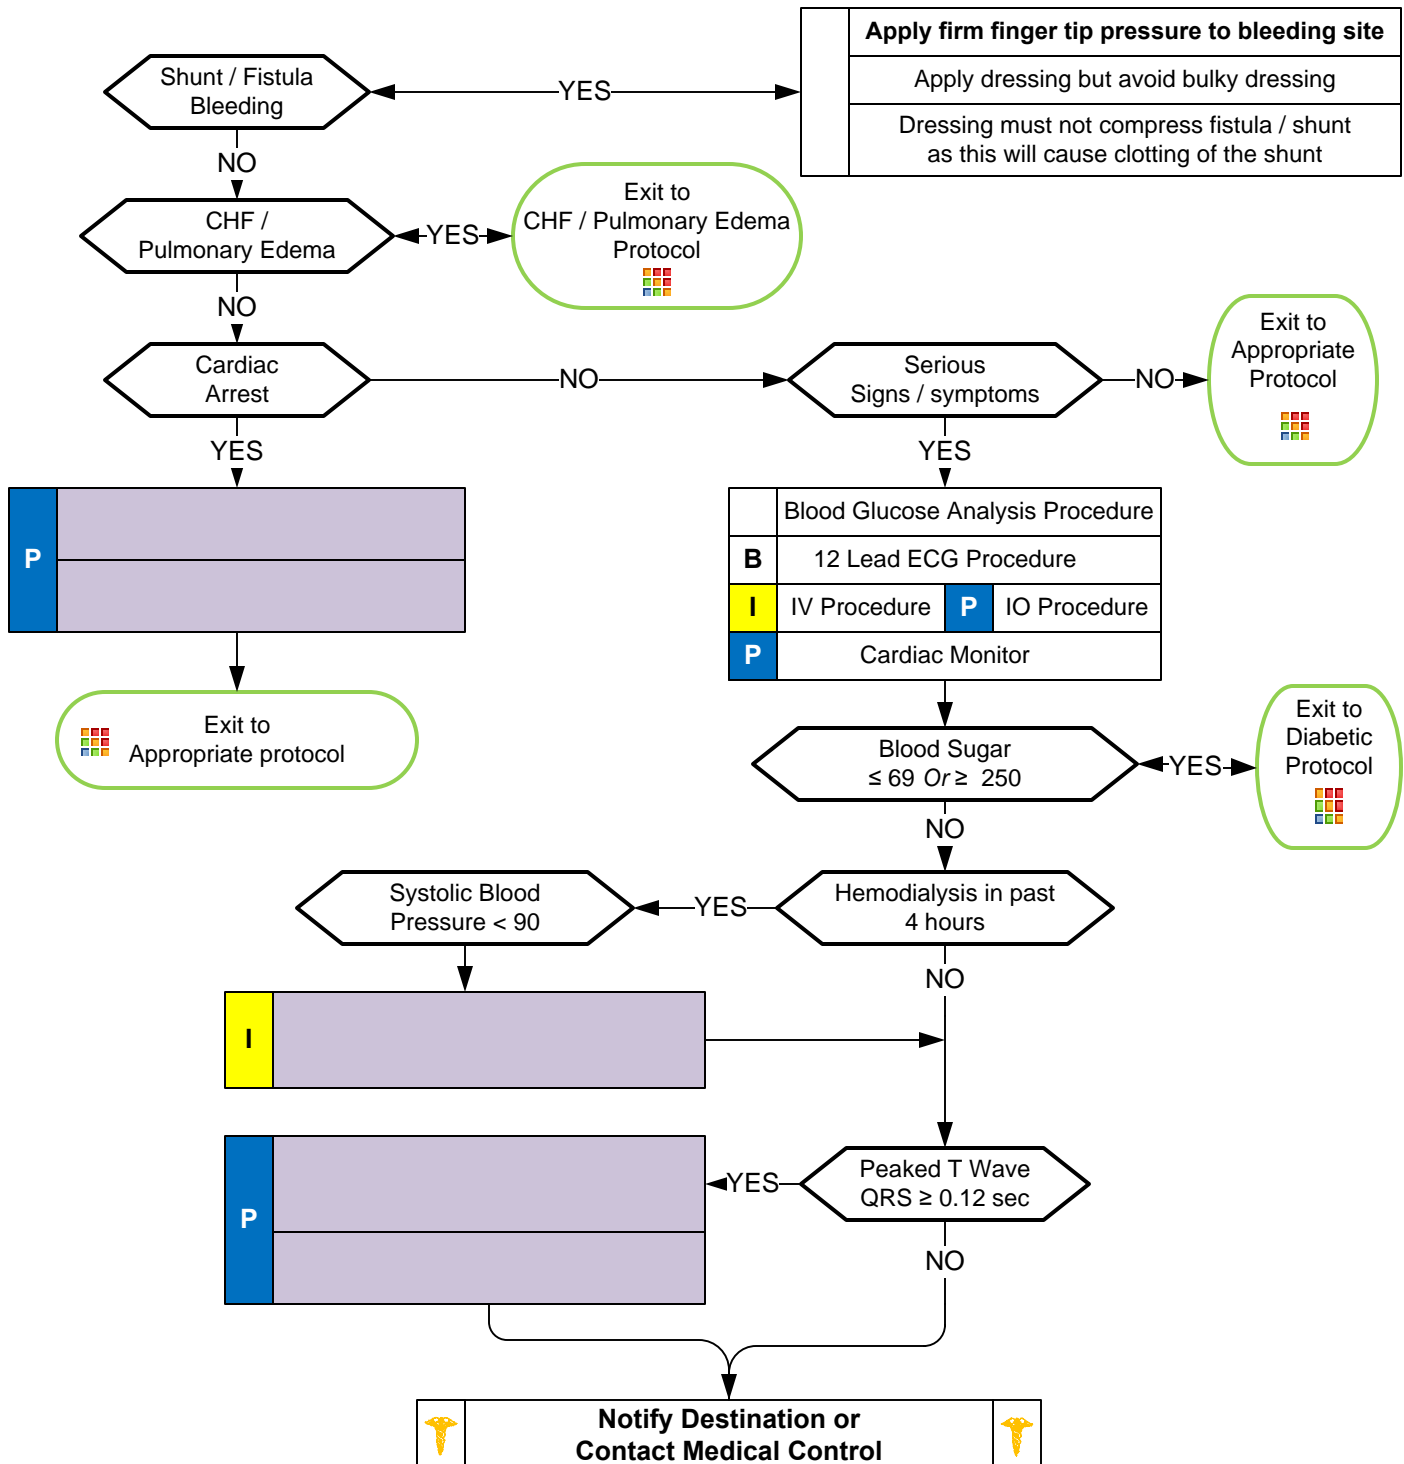 Shunt / Fistula
Bleeding
YES
Apply firm finger tip pressure to bleeding site
Apply dressing but avoid bulky dressing
Dressing must not compress fistula / shunt
as this will cause clotting of the shunt
NO
CHF /
Pulmonary Edema
YES
Exit to
CHF / Pulmonary Edema
Protocol
NO
Cardiac
Arrest
NO
Serious
Signs / symptoms
NO
Exit to
Appropriate
Protocol
YES
YES
P
Blood Glucose Analysis Procedure
B
12 Lead ECG Procedure
I
IV Procedure
P
IO Procedure
P
Cardiac Monitor
Exit to
Appropriate protocol
Blood Sugar
≤ 69 Or ≥ 250
YES
Exit to
Diabetic
Protocol
NO
Systolic Blood
Pressure < 90
YES
Hemodialysis in past
4 hours
NO
I
P
YES
Peaked T Wave
QRS ≥ 0.12 sec
NO
Notify Destination or
Contact Medical Control